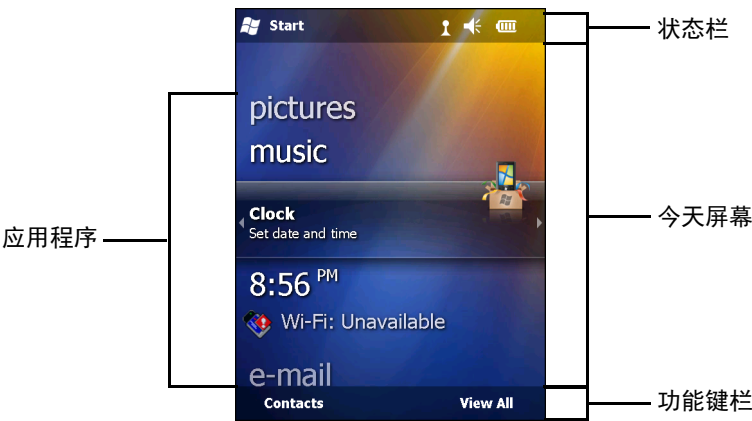 Start
状态栏
pictures
music
应用程序
Clock
Set date and time
今天屏幕
8:56 PM
Wi-Fi: Unavailable
e-mail
Contacts
View All
功能键栏